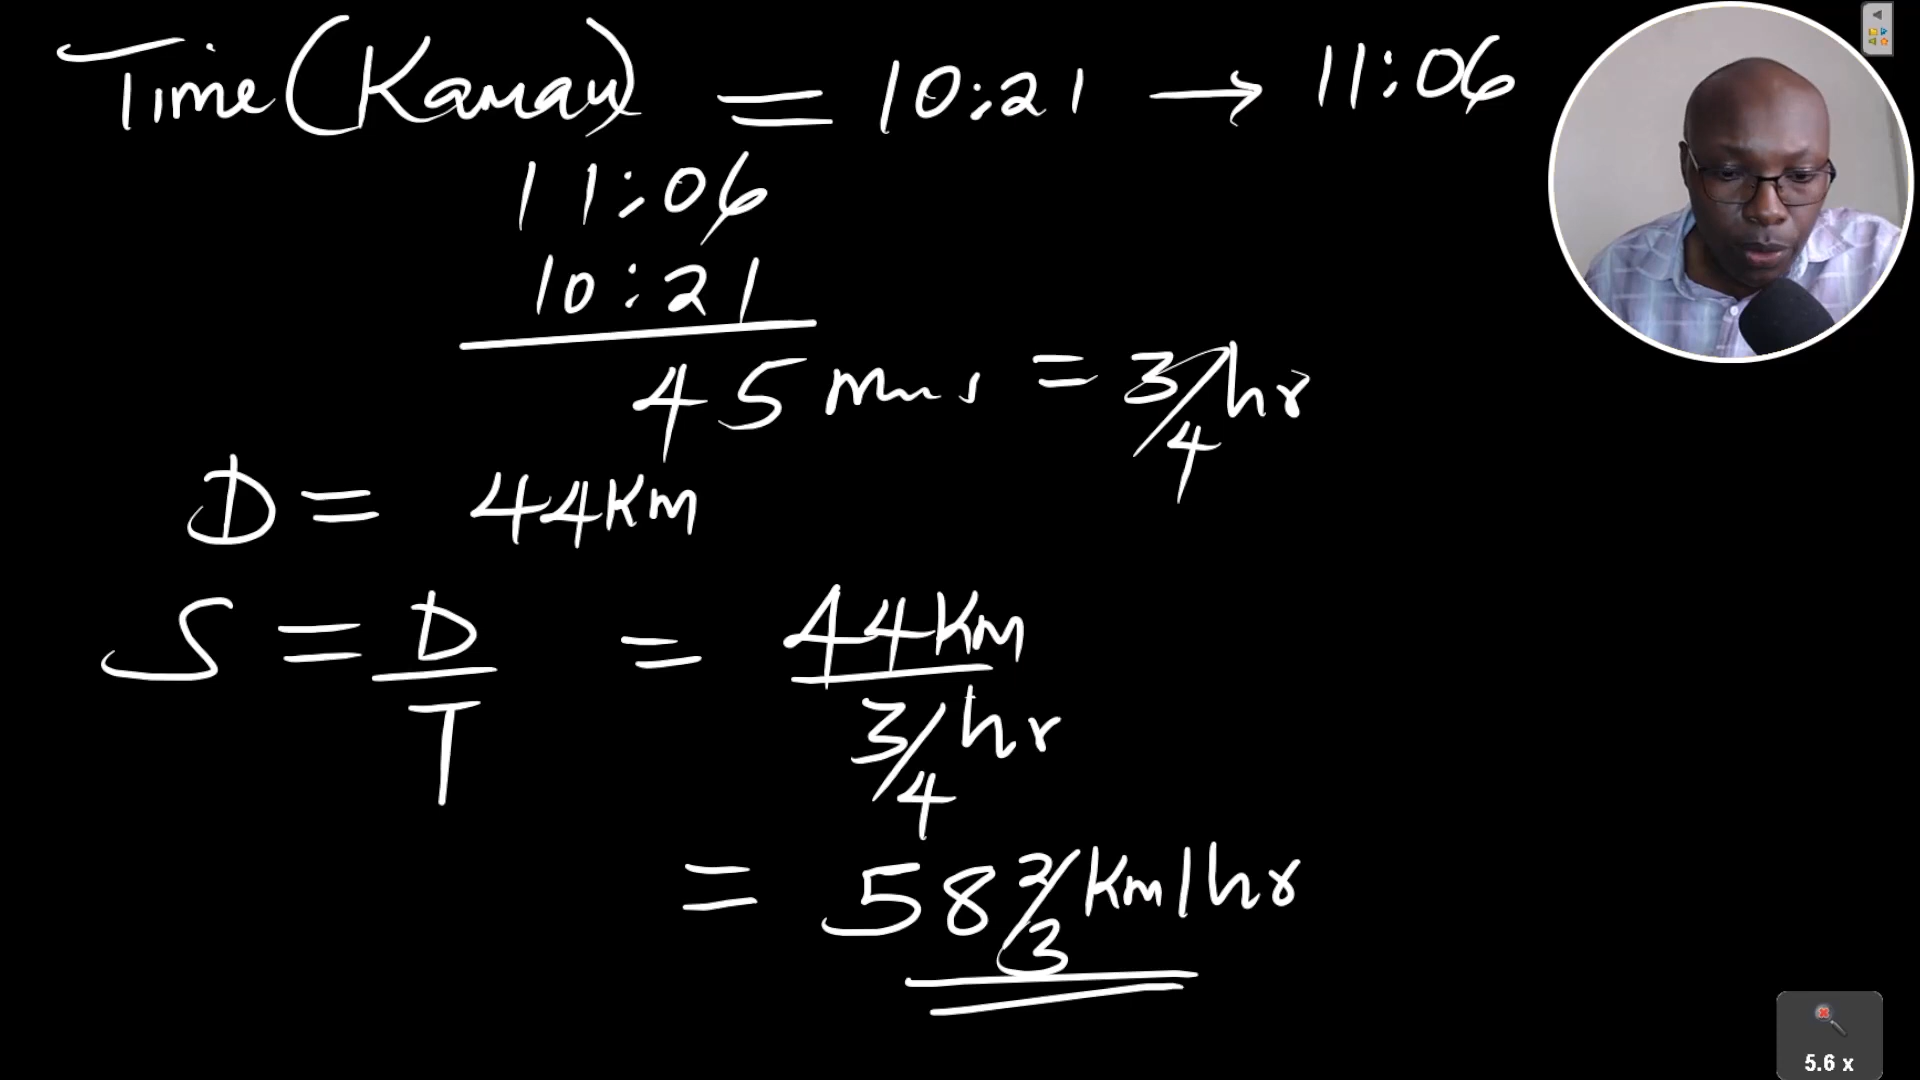 Time (Kamau) = 10:21 → 11:06
11:06
10:21
45 mns = 3/4 hr
D = 44Km
S = D/T = 44Km / 3/4 hr
= 58 2/3 Km/hr
5.6 x